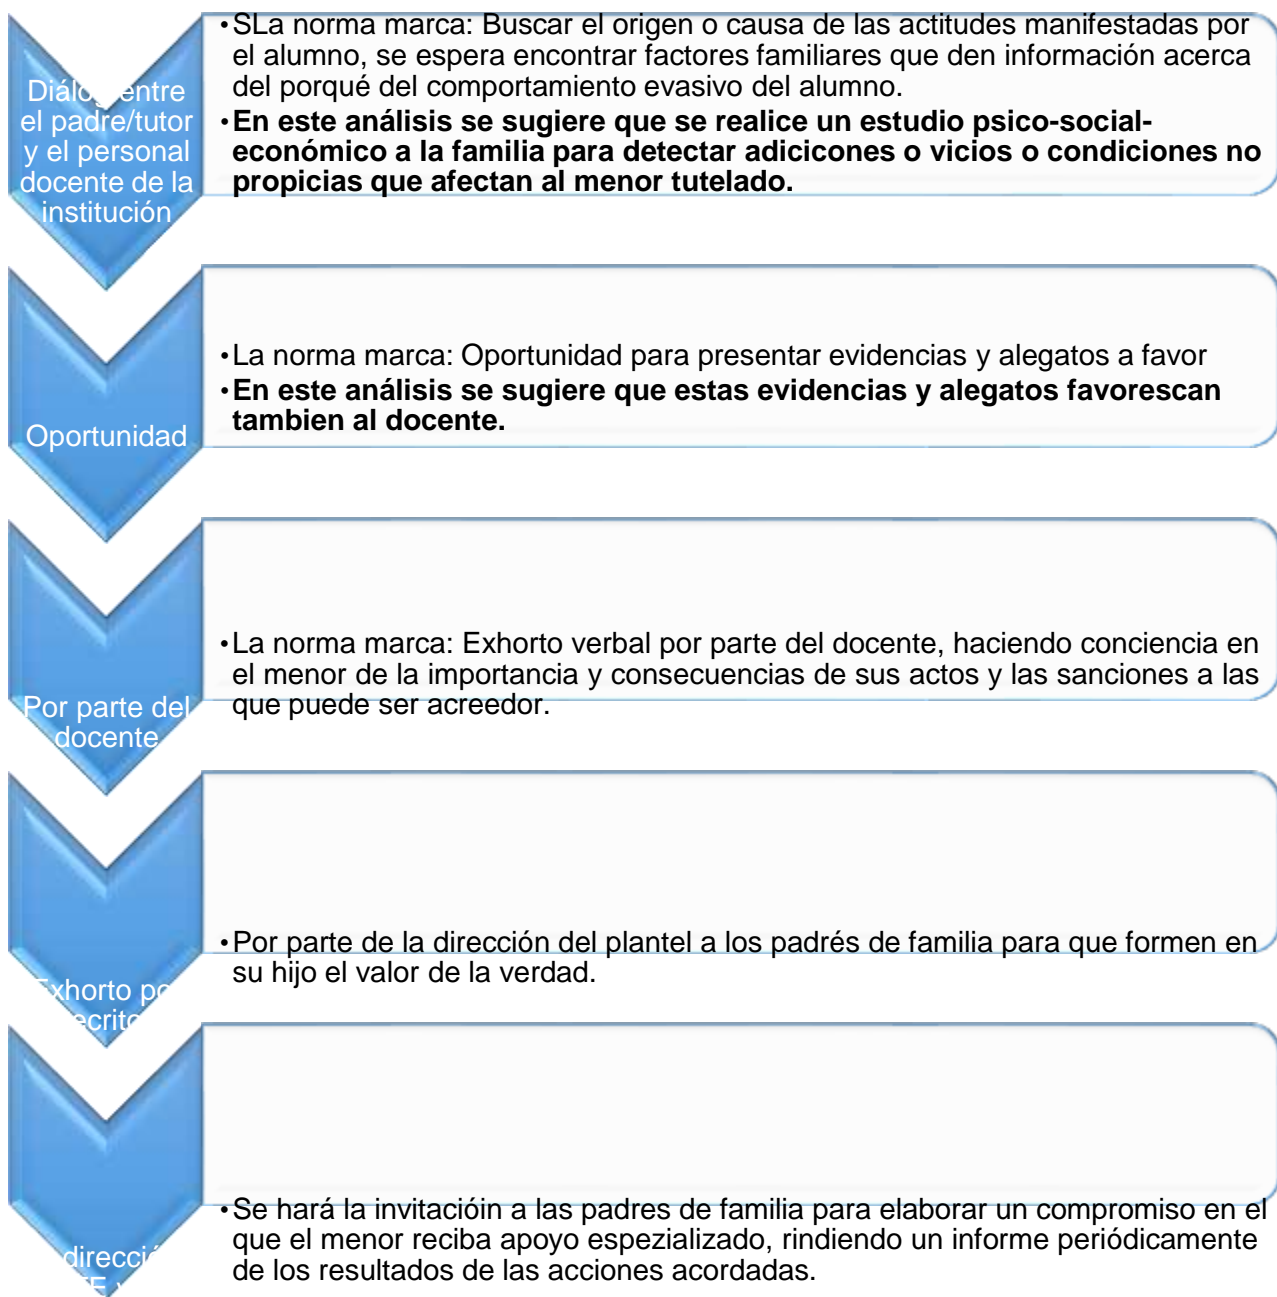 •SLa norma marca: Buscar el origen o causa de las actitudes manifestadas por
el alumno, se espera encontrar factores familiares que den información acerca
del porqué del comportamiento evasivo del alumno.
•En este análisis se sugiere que se realice un estudio psico-social-
económico a la familia para detectar adicicones o vicios o condiciones no
propicias que afectan al menor tutelado.
entre
el padre/tutor
y el personal
docente de la
institución
•La norma marca: Oportunidad para presentar evidencias y alegatos a favor
•En este análisis se sugiere que estas evidencias y alegatos favorescan
tambien al docente.
Oportunidad
•La norma marca: Exhorto verbal por parte del docente, haciendo conciencia en
el menor de la importancia y consecuencias de sus actos y las sanciones a las
que puede ser acreedor.
Por parte del
docente
•Por parte de la dirección del plantel a los padrés de familia para que formen en
su hijo el valor de la verdad.
•Se hará la invitacióin a las padres de familia para elaborar un compromiso en el
que el menor reciba apoyo espezializado, rindiendo un informe periódicamente
de los resultados de las acciones acordadas.